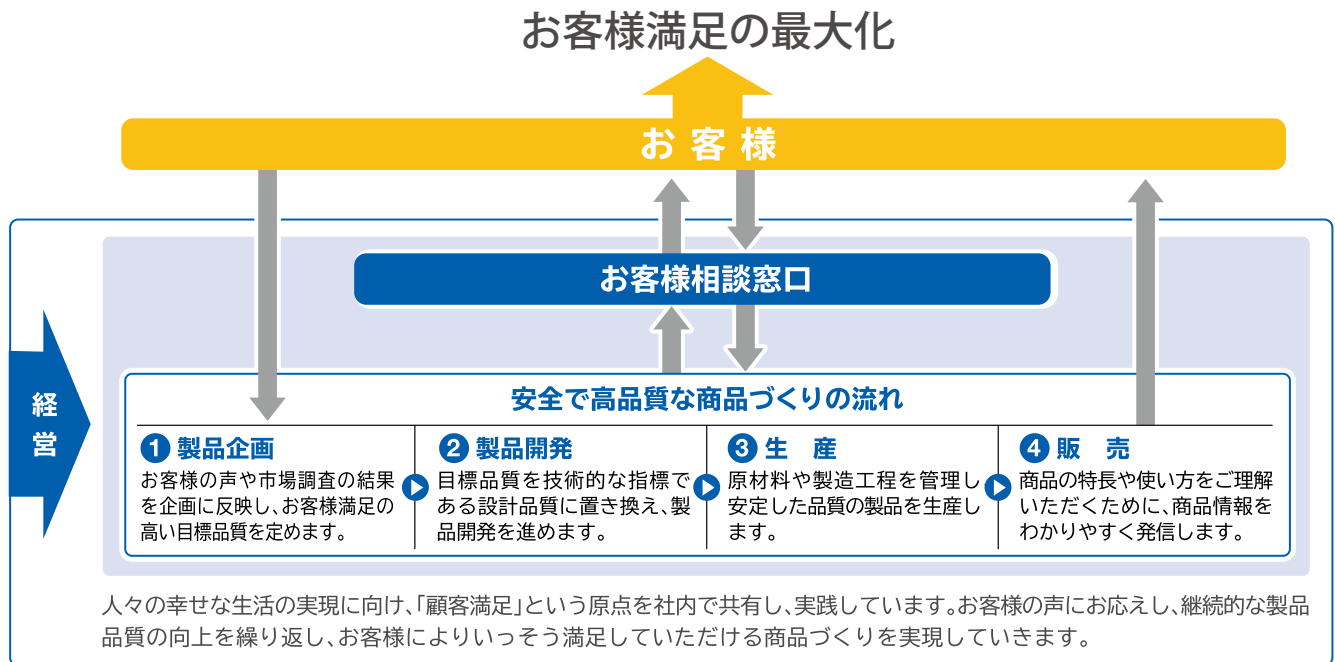 お客様満足の最大化
お客様
お客様相談窓口
経営
安全で高品質な商品づくりの流れ
1 製品企画
お客様の声や市場調査の結果
を企画に反映し、お客様満足の
高い目標品質を定めます。
2 製品開発
目標品質を技術的な指標で
ある設計品質に置き換え、製
品開発を進めます。
3 生　産
原材料や製造工程を管理し
安定した品質の製品を生産し
ます。
4 販　売
商品の特長や使い方をご理解
いただくために、商品情報を
わかりやすく発信します。
人々の幸せな生活の実現に向け、「顧客満足」という原点を社内で共有し、実践しています。お客様の声にお応えし、継続的な製品
品質の向上を繰り返し、お客様によりいっそう満足していただける商品づくりを実現していきます。